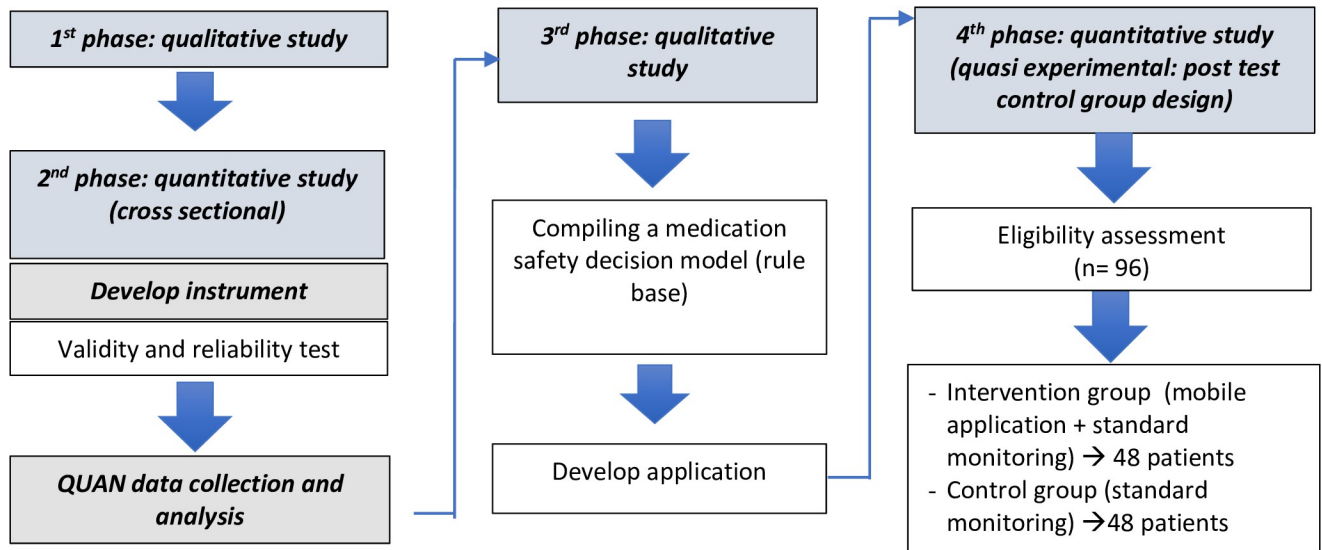 1st phase: qualitative study
2nd phase: quantitative study
(cross sectional)
Develop instrument
Validity and reliability test
QUAN data collection and
analysis
3rd phase: qualitative
study
Compiling a medication
safety decision model (rule
base)
Develop application
4th phase: quantitative study
(quasi experimental: post test
control group design)
Eligibility assessment
(n= 96)
- Intervention group (mobile
application + standard
monitoring) → 48 patients
- Control group (standard
monitoring) →48 patients